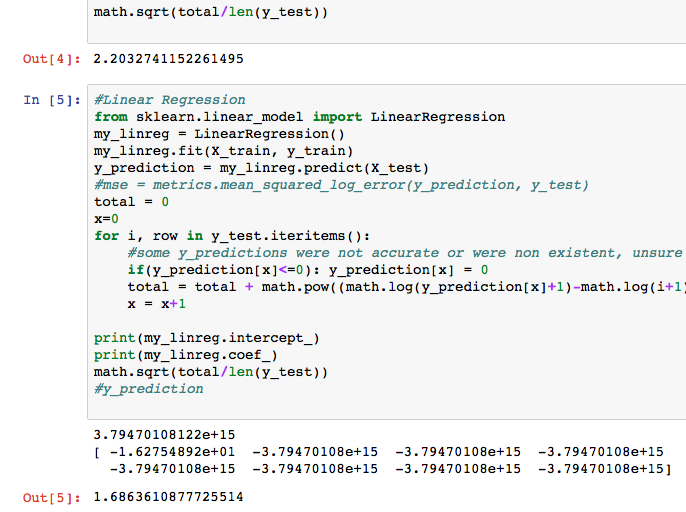 math.sqrt(total/len(y_test))
Out[4]: 2.2032741152261495
In [5]: #Linear Regression
from sklearn.linear_model import LinearRegression
my_linreg = LinearRegression()
my_linreg.fit(X_train, y_train)
y_prediction = my_linreg.predict(X_test)
#mse = metrics.mean_squared_log_error(y_prediction, y_test)
total = 0
x=0
for i, row in y_test.iteritems():
#some y_predictions were not accurate or were non existent, unsure
if(y_prediction[x]<=0): y_prediction[x] = 0
total = total + math.pow((math.log(y_prediction[x]+1)-math.log(i+1)
x = x+1
print(my_linreg.intercept_)
print(my_linreg.coef_)
math.sqrt(total/len(y_test))
#y_prediction
3.79470108122e+15
[ -1.62754892e+01 -3.79470108e+15 -3.79470108e+15 -3.79470108e+15
-3.79470108e+15 -3.79470108e+15 -3.79470108e+15 -3.79470108e+15]
Out[5]: 1.6863610877725514